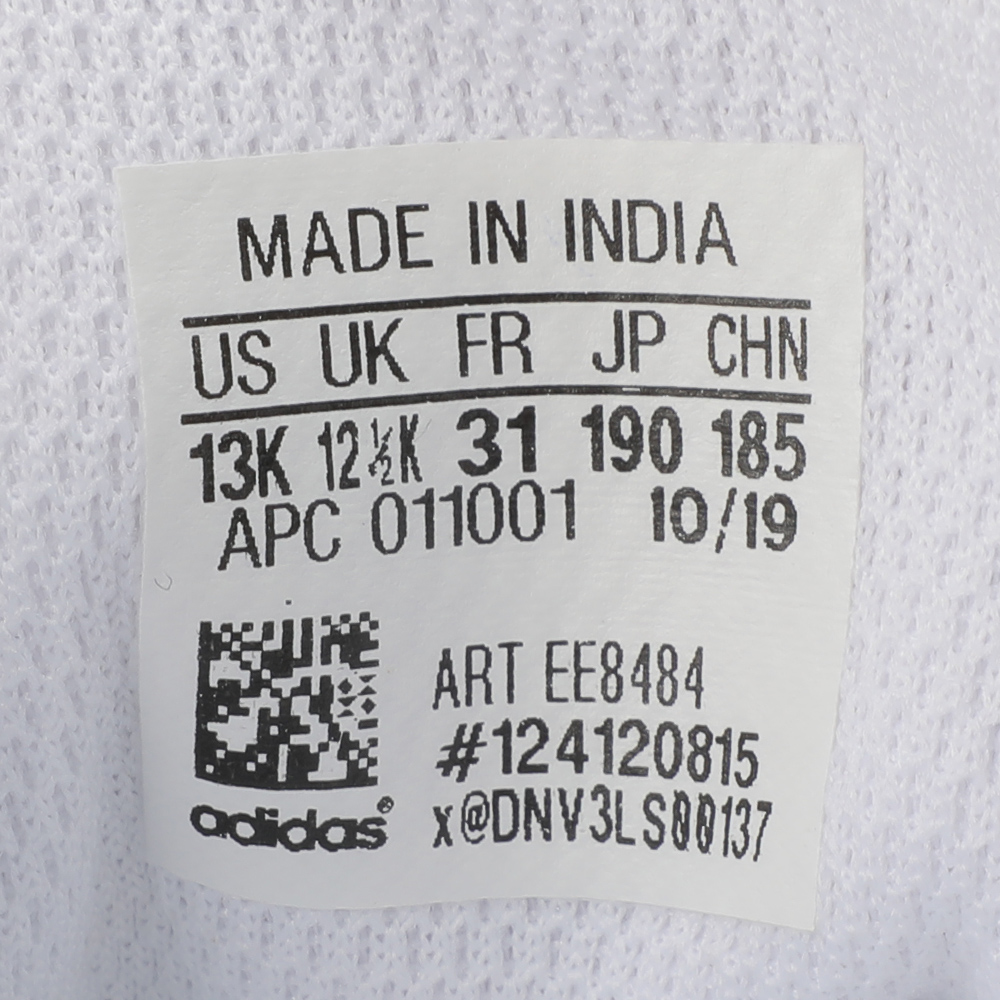 MADE IN INDIA
US UK FR JP CHN
13K 12½K 31 190 185
APC 011001 10/19
ART EE8484
#124120815
adidas®
x@DNV3LS00137